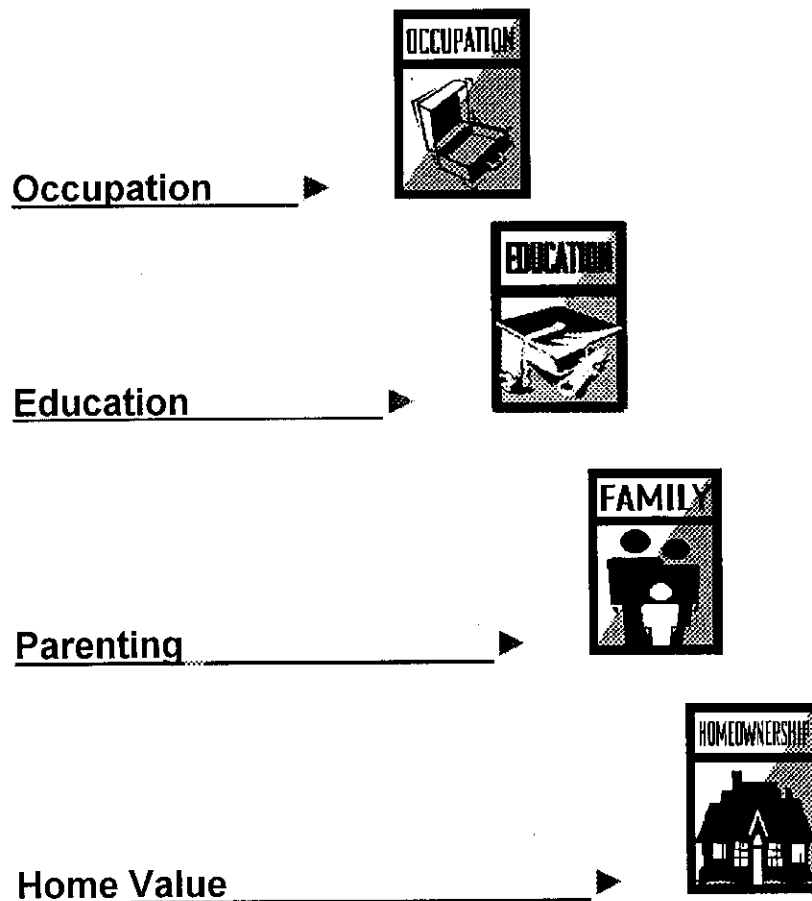 OCCUPATION
Occupation
EDUCATION
Education
FAMILY
Parenting
HOMEOWNERSHIP
Home Value